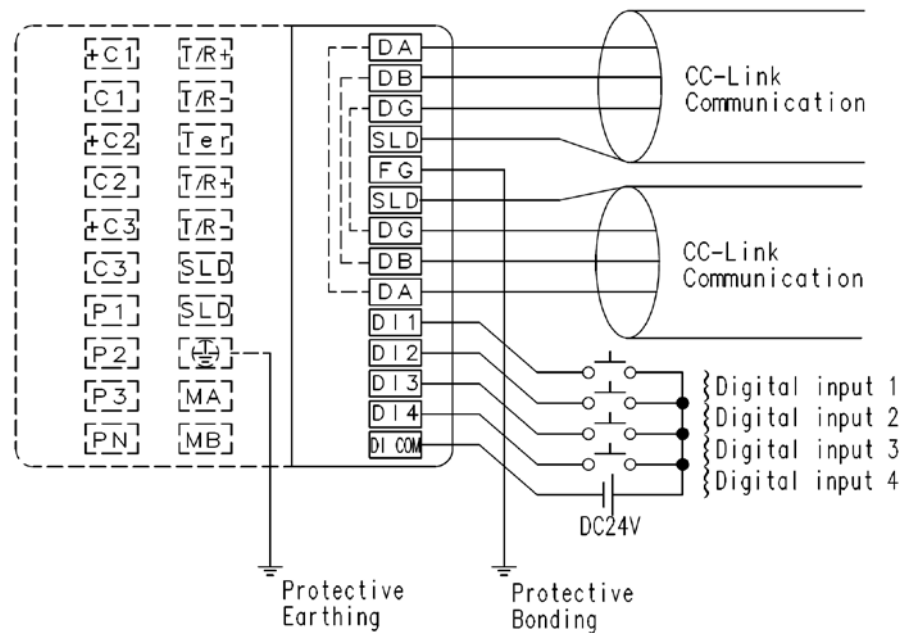 +C1 T/R+
C1 T/R-
+C2 Ter
C2 T/R+
+C3 T/R-
C3 SLD
P1 SLD
P2
P3 MA
PN MB
DA
DB
DG
SLD
FG
SLD
DG
DB
DA
DI1
DI2
DI3
DI4
DI COM
CC-Link
Communication
CC-Link
Communication
Digital input 1
Digital input 2
Digital input 3
Digital input 4
DC24V
Protective
Earthing
Protective
Bonding